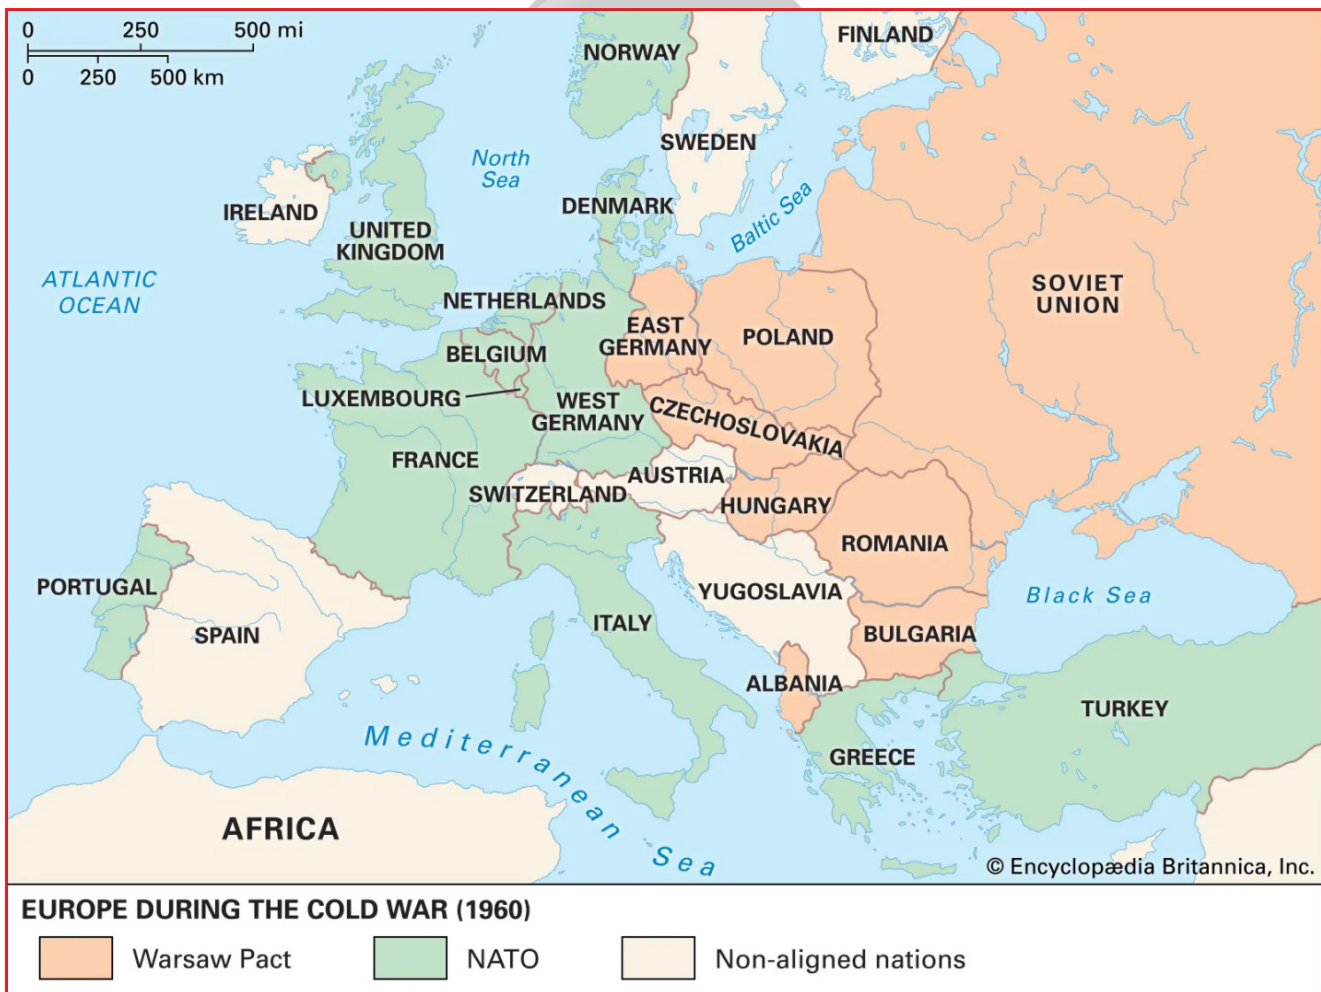 0 250 500 mi
0 250 500 km
NORWAY
FINLAND
SWEDEN
North
Sea
Baltic Sea
IRELAND
DENMARK
UNITED
KINGDOM
ATLANTIC
OCEAN
SOVIET
UNION
NETHERLANDS
EAST
GERMANY
POLAND
BELGIUM
LUXEMBOURG
WEST
GERMANY
CZECHOSLOVAKIA
FRANCE
AUSTRIA
SWITZERLAND
HUNGARY
ROMANIA
PORTUGAL
YUGOSLAVIA
Black Sea
SPAIN
ITALY
BULGARIA
ALBANIA
TURKEY
Mediterranean Sea
GREECE
AFRICA
© Encyclopædia Britannica, Inc.
EUROPE DURING THE COLD WAR (1960)
Warsaw Pact
NATO
Non-aligned nations